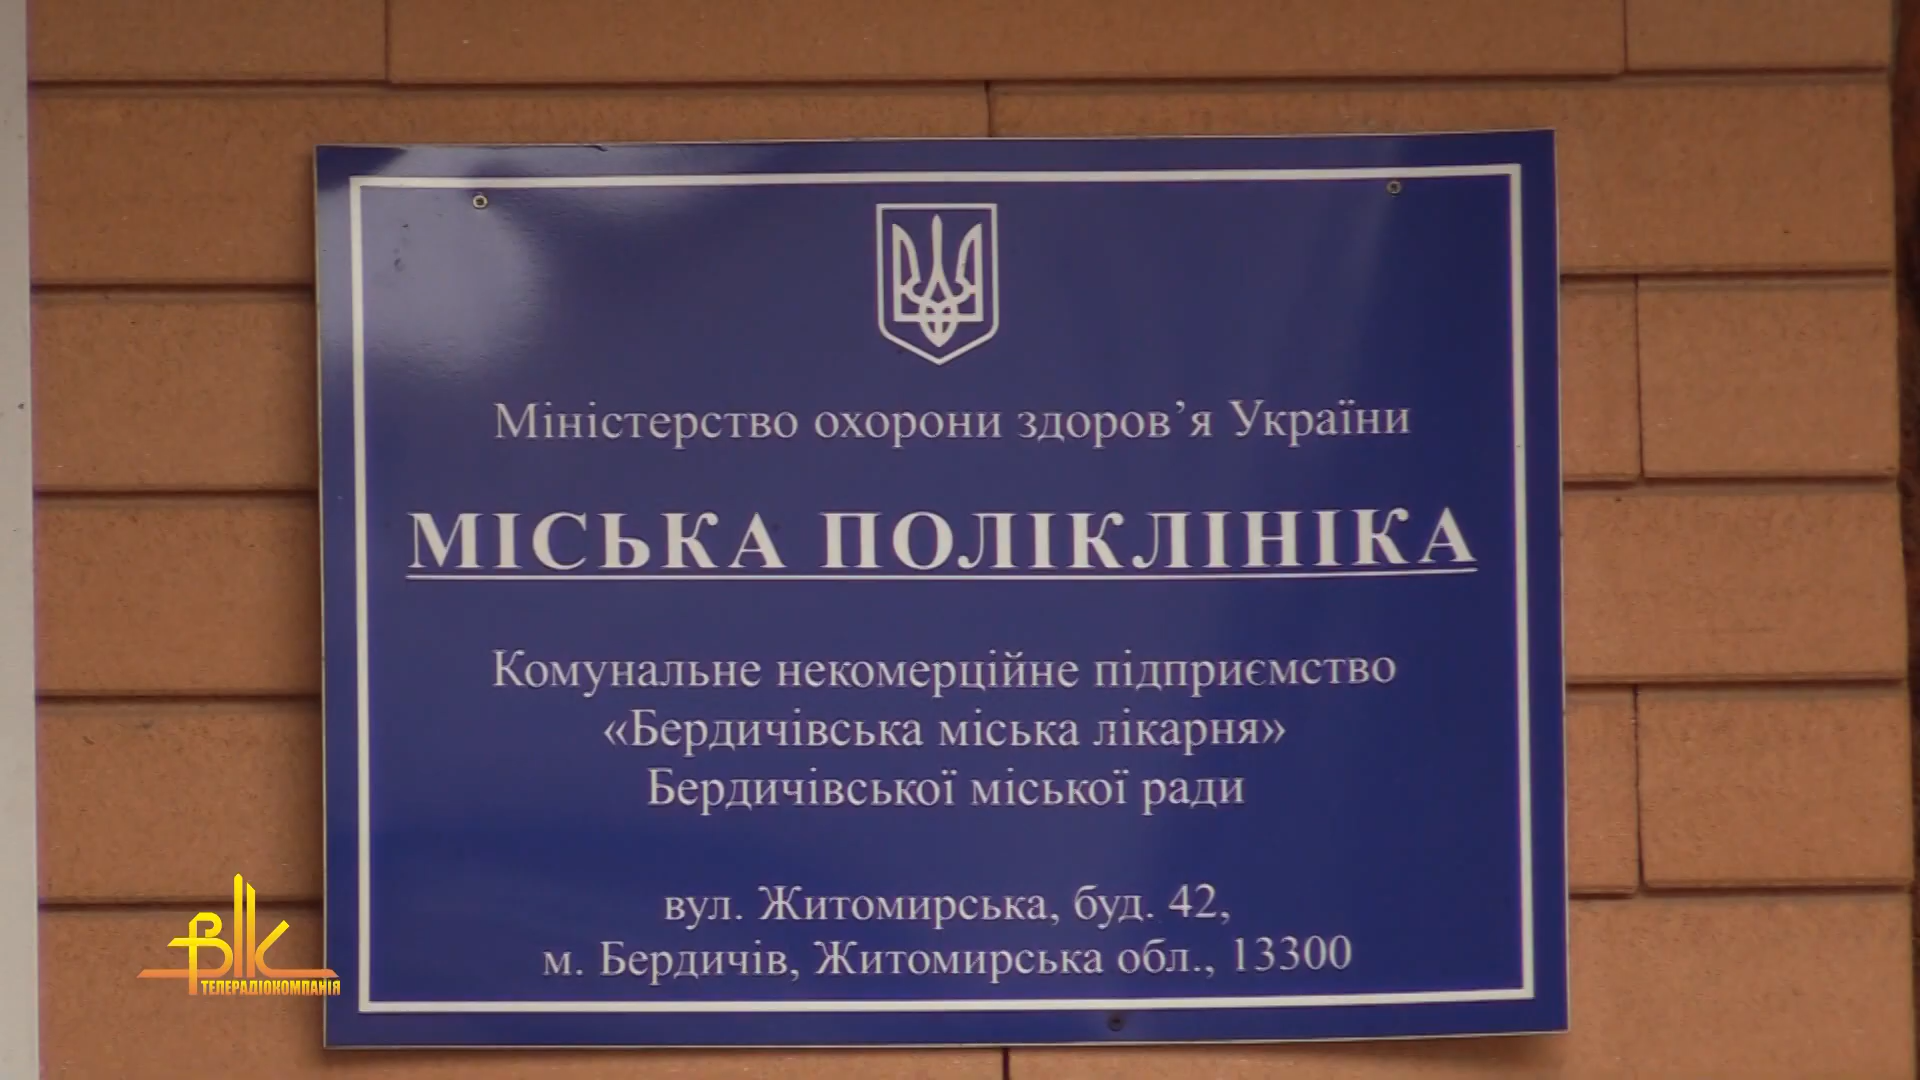 Міністерство охорони здоров’я України
МІСЬКА ПОЛІКЛІНІКА
Комунальне некомерційне підприємство
«Бердичівська міська лікарня»
Бердичівської міської ради
вул. Житомирська, буд. 42,
м. Бердичів, Житомирська обл., 13300
ВІК
ТЕЛЕРАДІОКОМПАНІЯ